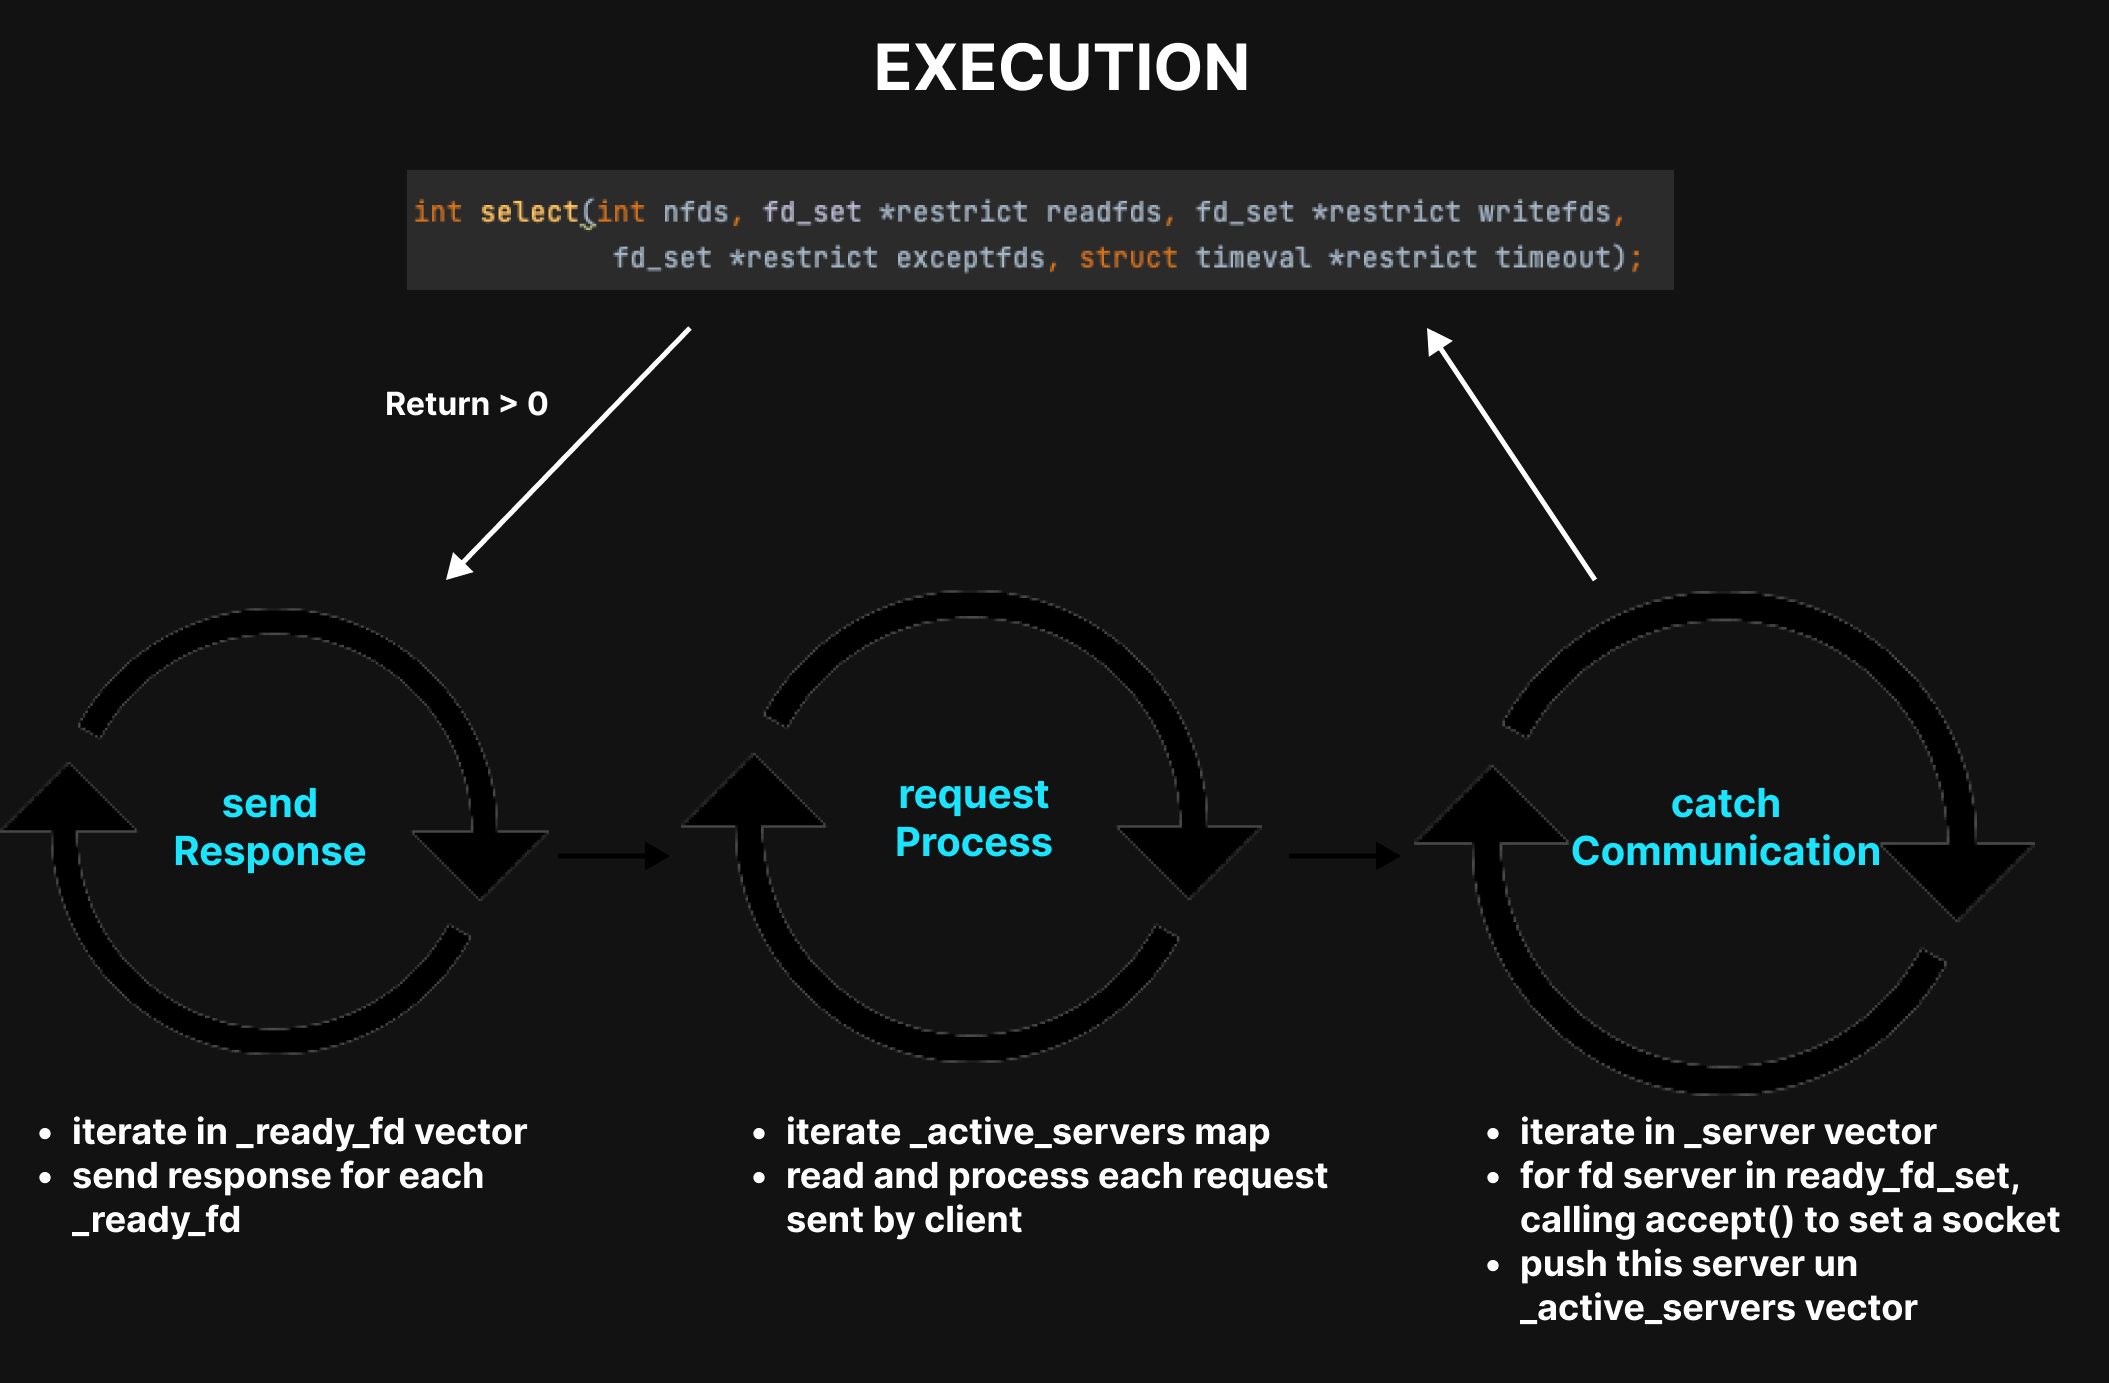 EXECUTION
int select(int nfds, fd_set *restrict readfds, fd_set *restrict writefds,
fd_set *restrict exceptfds, struct timeval *restrict timeout);
Return > 0
send
Response
request
Process
catch
Communication
• iterate in _ready_fd vector
• send response for each
_ready_fd
• iterate _active_servers map
• read and process each request
sent by client
• iterate in _server vector
• for fd server in ready_fd_set,
calling accept() to set a socket
• push this server un
_active_servers vector